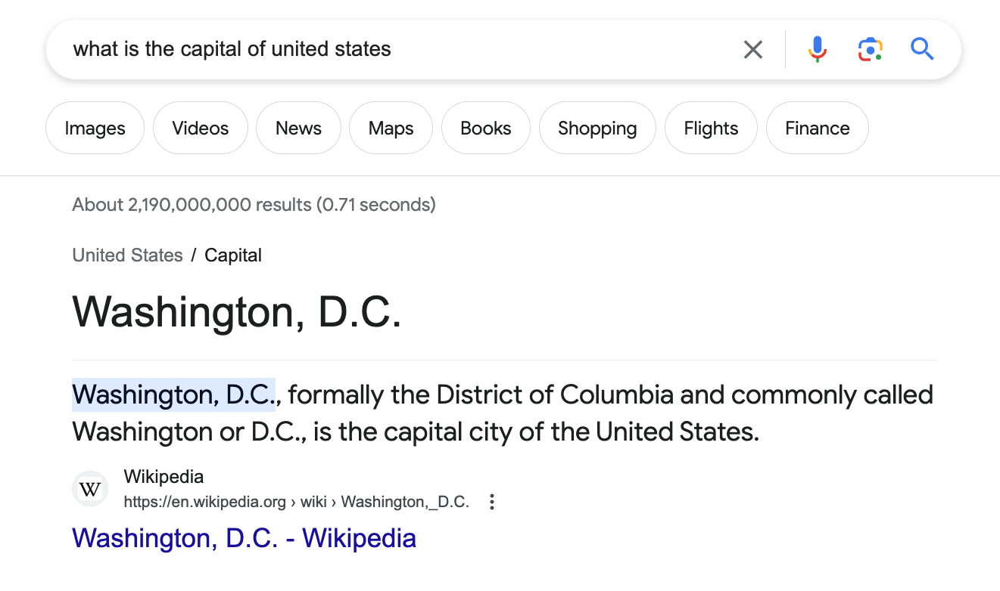 what is the capital of united states
Images Videos News Maps Books Shopping Flights Finance
About 2,190,000,000 results (0.71 seconds)
United States / Capital
Washington, D.C.
Washington, D.C., formally the District of Columbia and commonly called
Washington or D.C., is the capital city of the United States.
W
Wikipedia
https://en.wikipedia.org › wiki › Washington,_D.C.
Washington, D.C. - Wikipedia